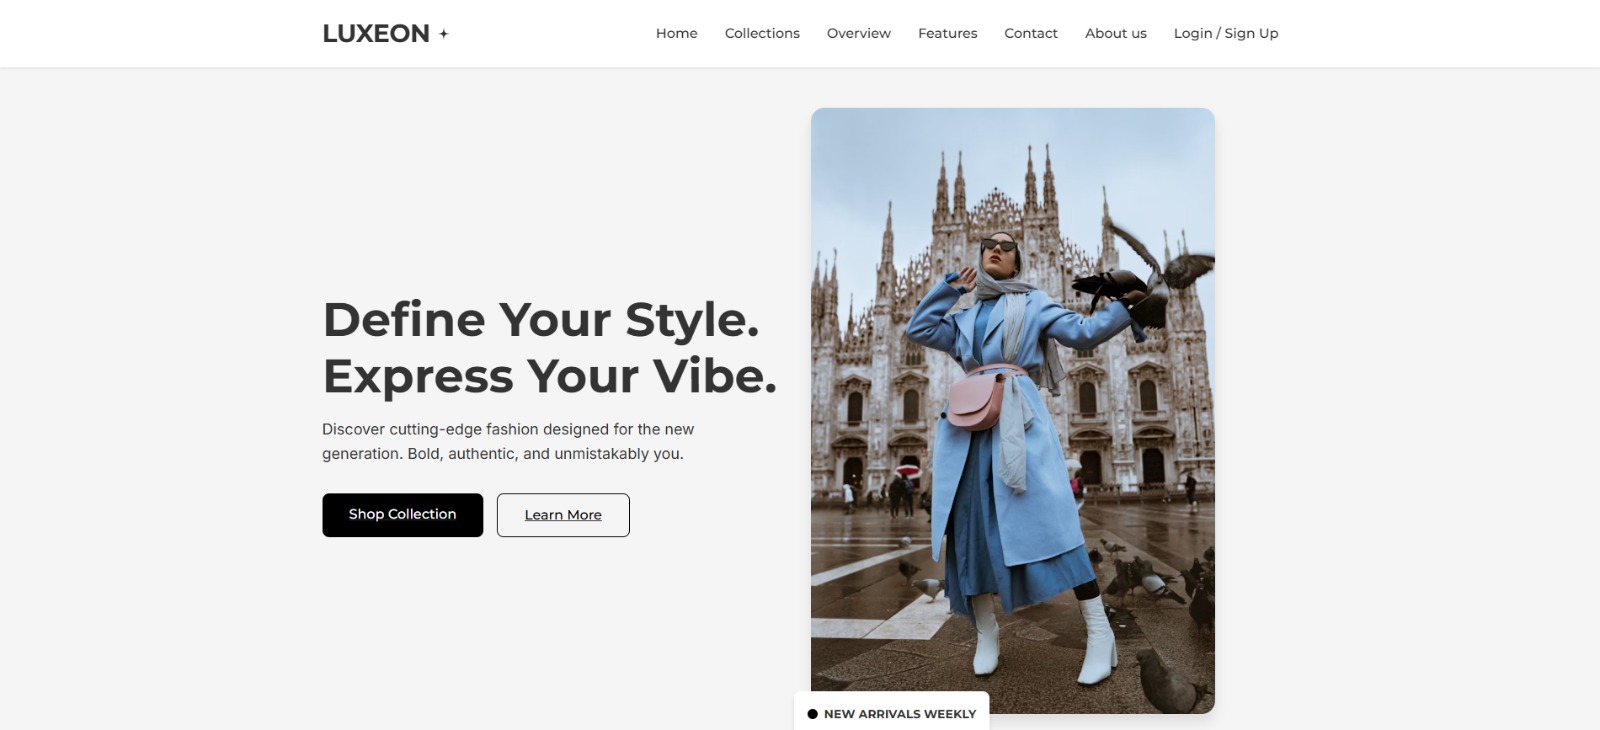 LUXEON
Home Collections Overview Features Contact About us Login / Sign Up
Define Your Style.
Express Your Vibe.
Discover cutting-edge fashion designed for the new
generation. Bold, authentic, and unmistakably you.
Shop Collection Learn More
NEW ARRIVALS WEEKLY